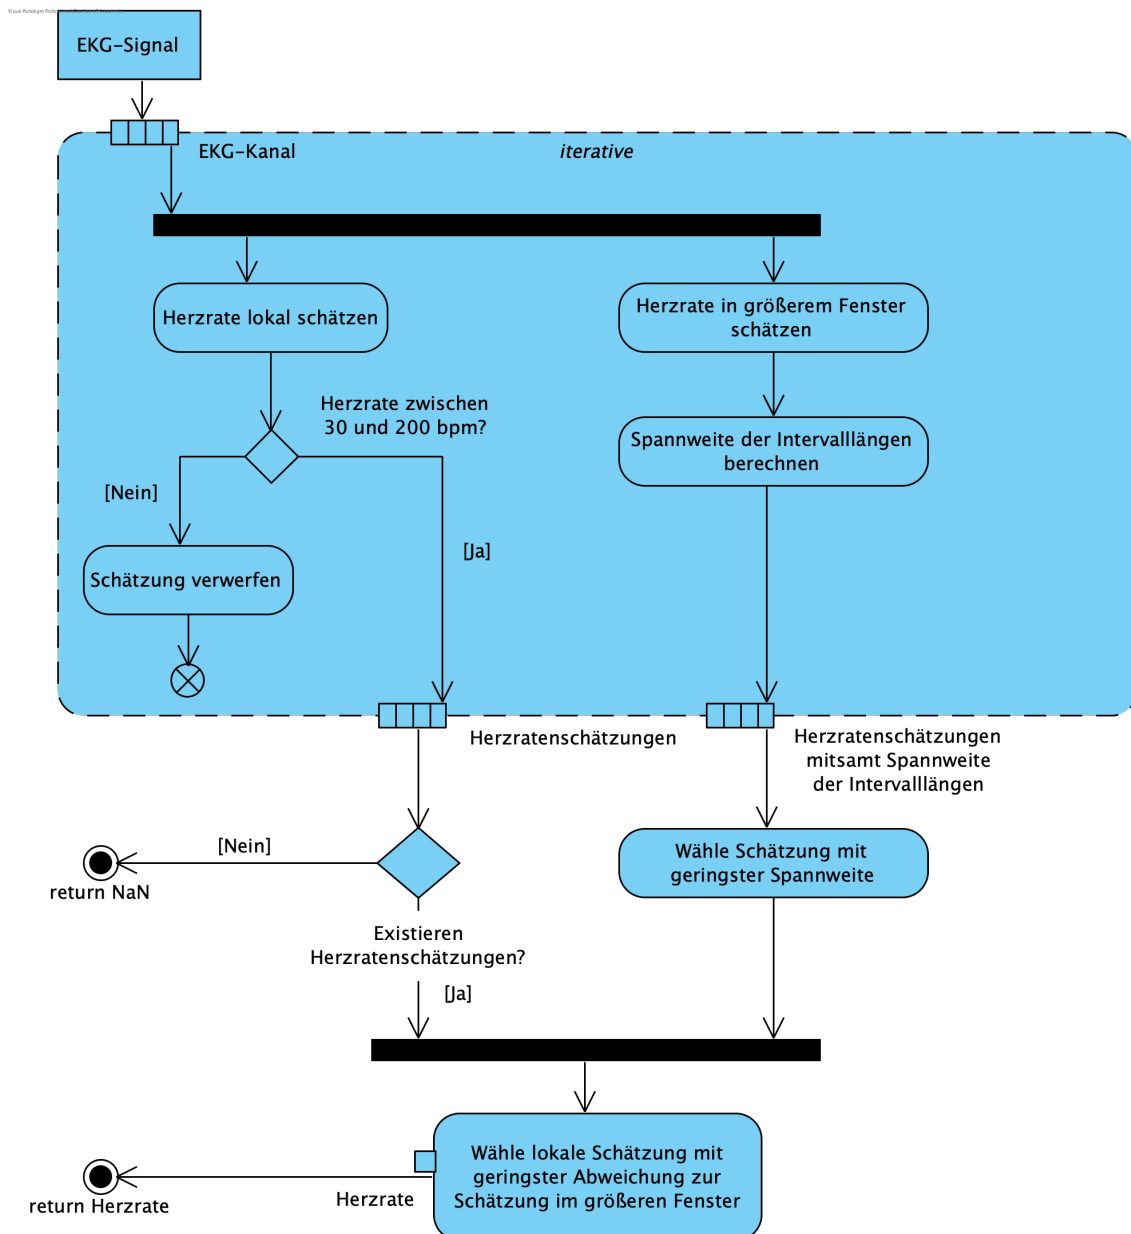 EKG-Signal
EKG-Kanal
iterative
Herzrate lokal schätzen
Herzrate in größerem Fenster
schätzen
Herzrate zwischen
30 und 200 bpm?
Spannweite der Intervalllängen
berechnen
[Nein]
[Ja]
Schätzung verwerfen
Herzratenschätzungen
Herzratenschätzungen
mitsamt Spannweite
der Intervalllängen
[Nein]
return NaN
Wähle Schätzung mit
geringster Spannweite
Existieren
Herzratenschätzungen?
[Ja]
Wähle lokale Schätzung mit
geringster Abweichung zur
Schätzung im größeren Fenster
Herzrate
return Herzrate